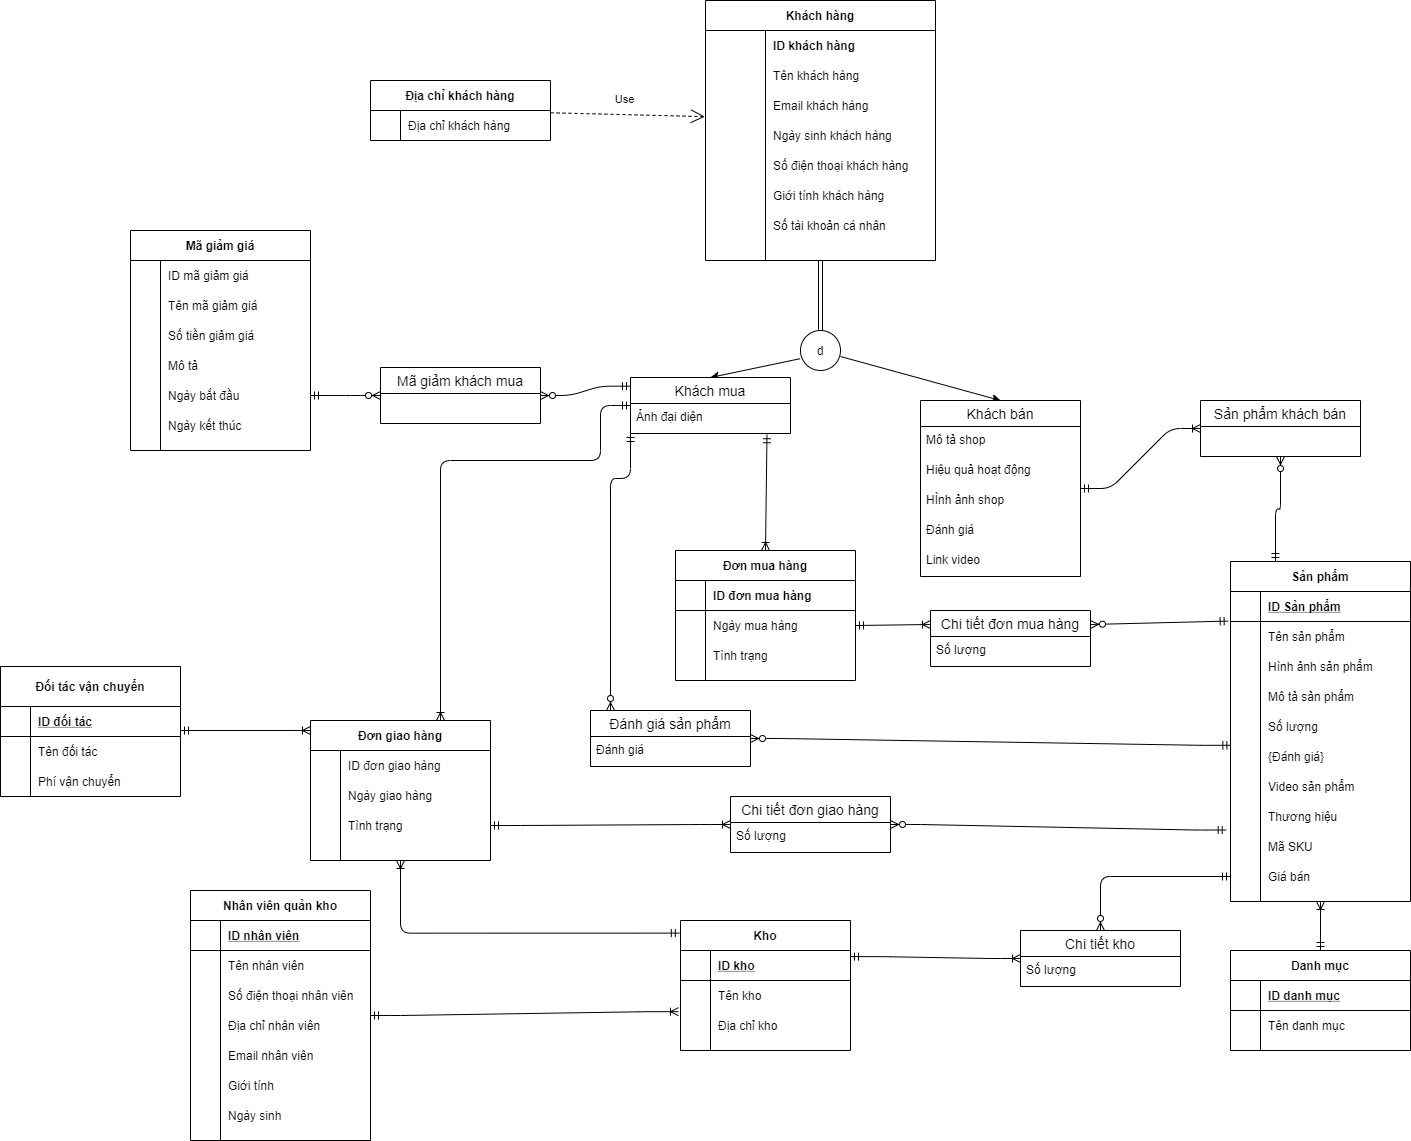 Khách hàng
ID khách hàng
Tên khách hàng
Email khách hàng
Ngày sinh khách hàng
Số điện thoại khách hàng
Giới tính khách hàng
Số tài khoản cá nhân
Địa chỉ khách hàng
Địa chỉ khách hàng
Use
Mã giảm giá
ID mã giảm giá
Tên mã giảm giá
Số tiền giảm giá
Mô tả
Ngày bắt đầu
Ngày kết thúc
Mã giảm khách mua
d
Khách mua
Ảnh đại diện
Khách bán
Mô tả shop
Hiệu quả hoạt động
HÌnh ảnh shop
Đánh giá
Link video
Sản phẩm khách bán
Đơn mua hàng
ID đơn mua hàng
Ngày mua hàng
Tình trạng
Chi tiết đơn mua hàng
Số lượng
Sản phẩm
ID Sản phẩm
Tên sản phẩm
Hình ảnh sản phẩm
Mô tả sản phẩm
Số lượng
{Đánh giá}
Video sản phẩm
Thương hiệu
Mã SKU
Giá bán
Đối tác vận chuyển
ID đối tác
Tên đối tác
Phí vận chuyển
Đơn giao hàng
ID đơn giao hàng
Ngày giao hàng
Tình trạng
Đánh giá sản phẩm
Đánh giá
Chi tiết đơn giao hàng
Số lượng
Nhân viên quản kho
ID nhân viên
Tên nhân viên
Số điện thoại nhân viên
Địa chỉ nhân viên
Email nhân viên
Giới tính
Ngày sinh
Kho
ID kho
Tên kho
Địa chỉ kho
Chi tiết kho
Số lượng
Danh mục
ID danh mục
Tên danh mục